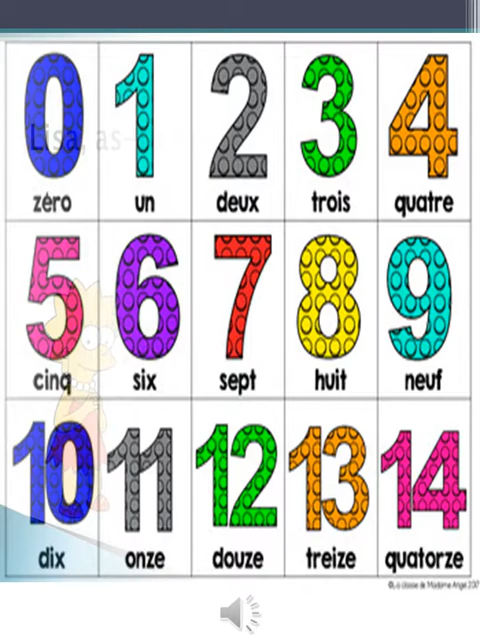 0 1 2 3 4
Lisa, as-
zéro un deux trois quatre
5 6 7 8 9
cinq six sept huit neuf
10 11 12 13 14
dix onze douze treize quatorze
©La classe de Madame Angel 2017